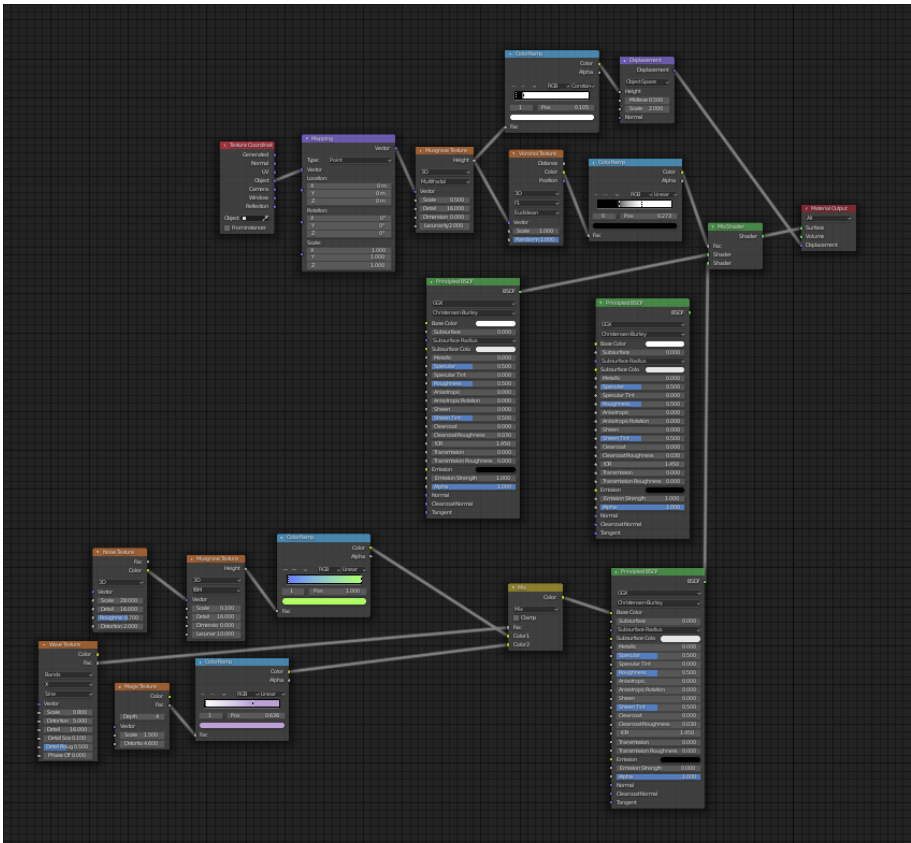 ColorRamp
Color
Alpha
RGB
Constan
1
Pos
0.105
Fac
Displacement
Displacement
Object Space
Height
Midleve 0.500
Scale 2.000
Normal
Texture Coordinat
Generated
Normal
UV
Object
Camera
Window
Reflection
Object:
From Instancer
Mapping
Vector
Type: Point
Vector
Location:
X 0 m
Y 0 m
Z 0 m
Rotation:
X 0°
Y 0°
Z 0°
Scale:
X 1.000
Y 1.000
Z 1.000
Musgrave Texture
Height
3D
Multifractal
Vector
Scale 0.500
Detail 16.000
Dimension 0.000
Lacunarity 2.000
Voronoi Texture
Distance
Color
Position
3D
F1
Euclidean
Vector
Scale 1.000
Random 1.000
ColorRamp
Color
Alpha
RGB
Linear
0
Pos
0.273
Fac
Mix Shader
Shader
Fac
Shader
Shader
Material Output
All
Surface
Volume
Displacement
Principled BSDF
BSDF
GGX
Christensen-Burley
Base Color
Subsurface 0.000
Subsurface Radius
Subsurface Colo
Metallic 0.000
Specular 0.500
Specular Tint 0.000
Roughness 0.500
Anisotropic 0.000
Anisotropic Rotation 0.000
Sheen 0.000
Sheen Tint 0.500
Clearcoat 0.000
Clearcoat Roughness 0.030
IOR 1.450
Transmission 0.000
Transmission Roughness 0.000
Emission
Emission Strength 1.000
Alpha 1.000
Normal
Clearcoat Normal
Tangent
Principled BSDF
BSDF
GGX
Christensen-Burley
Base Color
Subsurface 0.000
Subsurface Radius
Subsurface Colo
Metallic 0.000
Specular 0.500
Specular Tint 0.000
Roughness 0.500
Anisotropic 0.000
Anisotropic Rotation 0.000
Sheen 0.000
Sheen Tint 0.500
Clearcoat 0.000
Clearcoat Roughness 0.030
IOR 1.450
Transmission 0.000
Transmission Roughness 0.000
Emission
Emission Strength 1.000
Alpha 1.000
Normal
Clearcoat Normal
Tangent
Noise Texture
Fac
Color
3D
Vector
Scale 28.000
Detail 16.000
Roughne 0.700
Distortion 2.000
Musgrave Texture
Height
3D
fBM
Vector
Scale 0.100
Detail 16.000
Dimensio 0.000
Lacunar 10.000
ColorRamp
Color
Alpha
RGB
Linear
1
Pos
1.000
Fac
Wave Texture
Color
Fac
Bands
X
Sine
Vector
Scale 0.800
Distortion 5.000
Detail 16.000
Detail Sca 0.100
Detail Roug 0.500
Phase Of 0.000
Magic Texture
Color
Fac
Depth 4
Vector
Scale 1.500
Distortio 4.600
ColorRamp
Color
Alpha
RGB
Linear
1
Pos
0.636
Fac
Mix
Color
Mix
Clamp
Fac
Color1
Color2
Principled BSDF
BSDF
GGX
Christensen-Burley
Base Color
Subsurface 0.000
Subsurface Radius
Subsurface Colo
Metallic 0.000
Specular 0.500
Specular Tint 0.000
Roughness 0.500
Anisotropic 0.000
Anisotropic Rotation 0.000
Sheen 0.000
Sheen Tint 0.500
Clearcoat 0.000
Clearcoat Roughness 0.030
IOR 1.450
Transmission 0.000
Transmission Roughness 0.000
Emission
Emission Strength 0.000
Alpha 1.000
Normal
Clearcoat Normal
Tangent